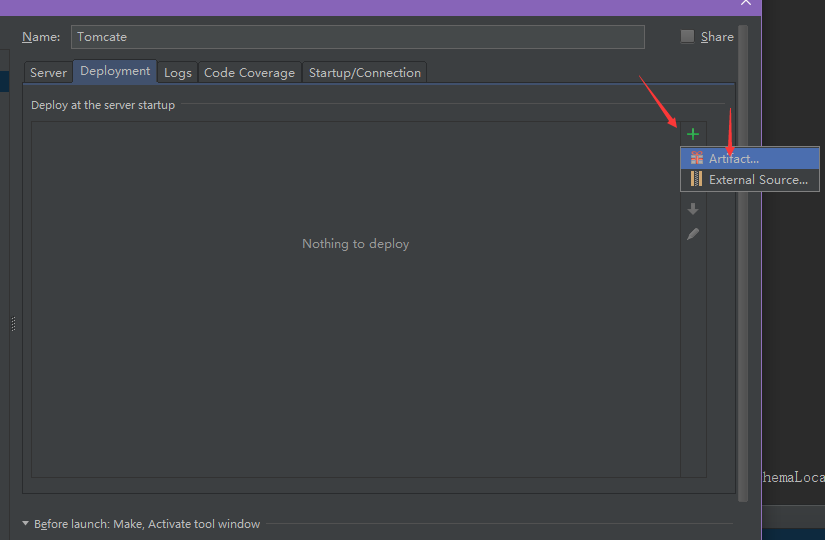 Name: Tomcate Share
Server Deployment Logs Code Coverage Startup/Connection
Deploy at the server startup
Artifact...
External Source...
Nothing to deploy
hemaLoca
Before launch: Make, Activate tool window